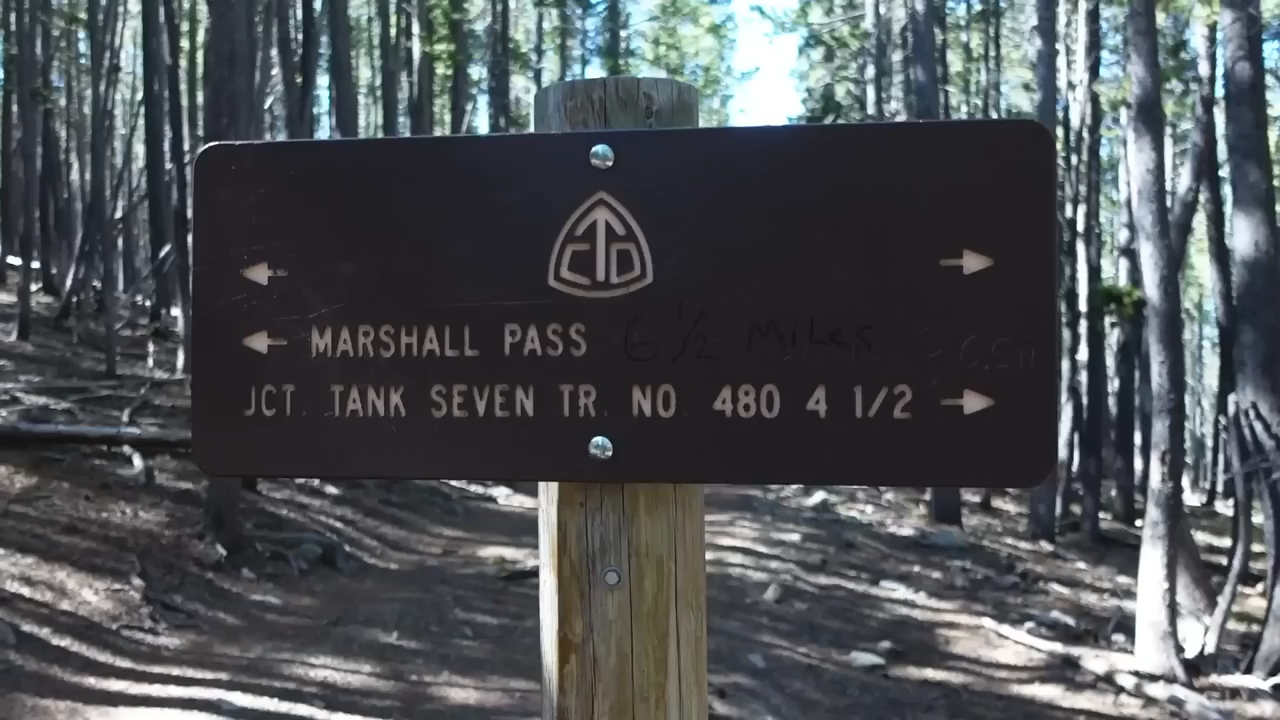 CTD
MARSHALL PASS 6 1/2 MiLes
JCT. TANK SEVEN TR. NO. 480 4 1/2